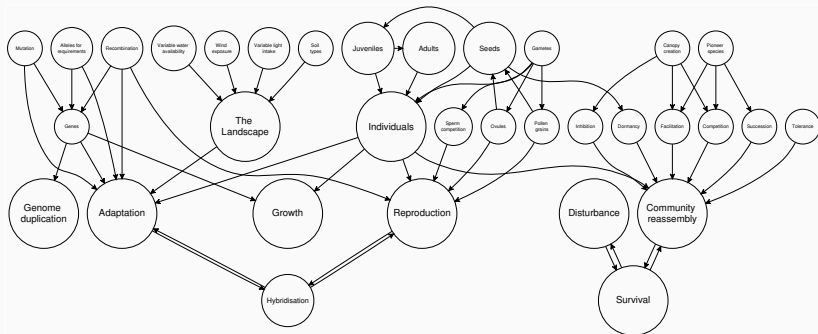 Mutation
Alleles for
requirements
Recombination
Variable water
availability
Wind
exposure
Variable light
intake
Soil
types
Juveniles
Adults
Seeds
Gametes
Canopy
creation
Pioneer
species
Genes
The
Landscape
Individuals
Sperm
competition
Ovules
Pollen
grains
Inhibition
Dormancy
Facilitation
Competition
Succession
Tolerance
Genome
duplication
Adaptation
Growth
Reproduction
Disturbance
Community
reassembly
Hybridisation
Survival